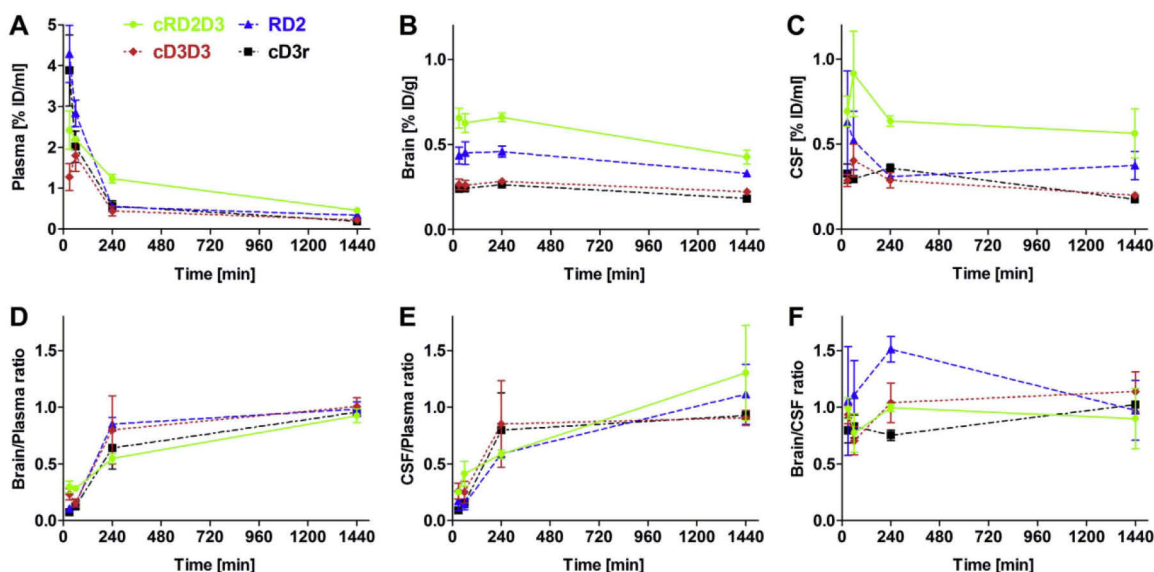 A
cRD2D3
RD2
cD3D3
cD3r
Plasma [% ID/ml]
5
4
3
2
1
0
0 240 480 720 960 1200 1440
Time [min]
B
Brain [% ID/g]
1.0
0.5
0.0
0 240 480 720 960 1200 1440
Time [min]
C
CSF [% ID/ml]
1.0
0.5
0.0
0 240 480 720 960 1200 1440
Time [min]
D
Brain/Plasma ratio
1.5
1.0
0.5
0.0
0 240 480 720 960 1200 1440
Time [min]
E
CSF/Plasma ratio
1.5
1.0
0.5
0.0
0 240 480 720 960 1200 1440
Time [min]
F
Brain/CSF ratio
1.5
1.0
0.5
0.0
0 240 480 720 960 1200 1440
Time [min]